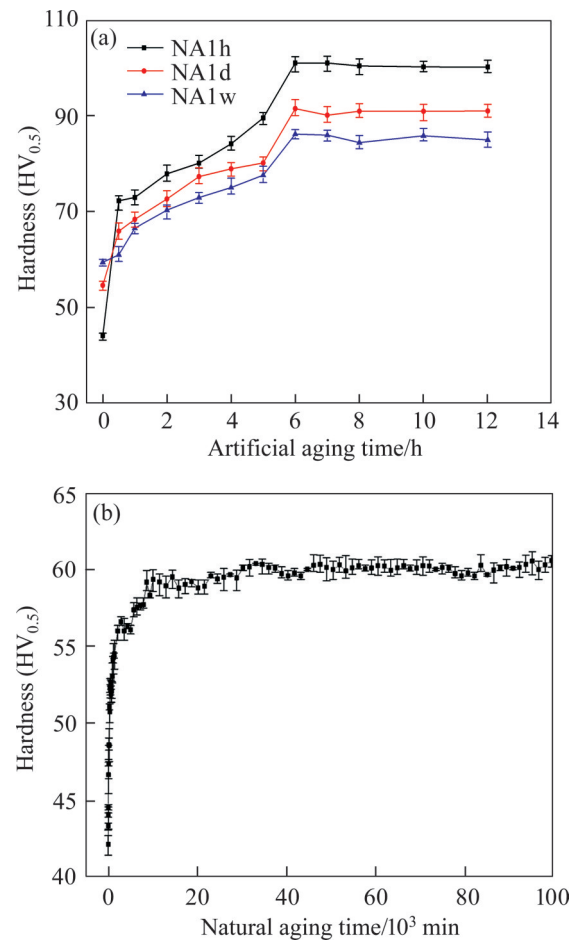 (a)
NA1h
NA1d
NA1w
110
90
70
50
30
Hardness (HV0.5)
0 2 4 6 8 10 12 14
Artificial aging time/h
(b)
65
60
55
50
45
40
Hardness (HV0.5)
0 20 40 60 80 100
Natural aging time/10³ min